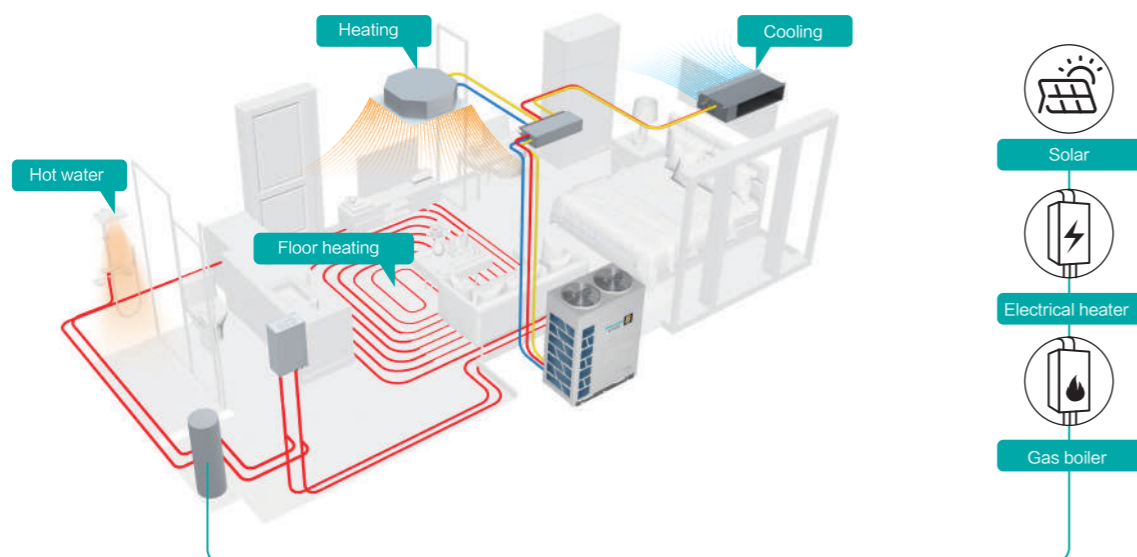 Heating
Cooling
Hot water
Floor heating
Solar
Electrical heater
Gas boiler